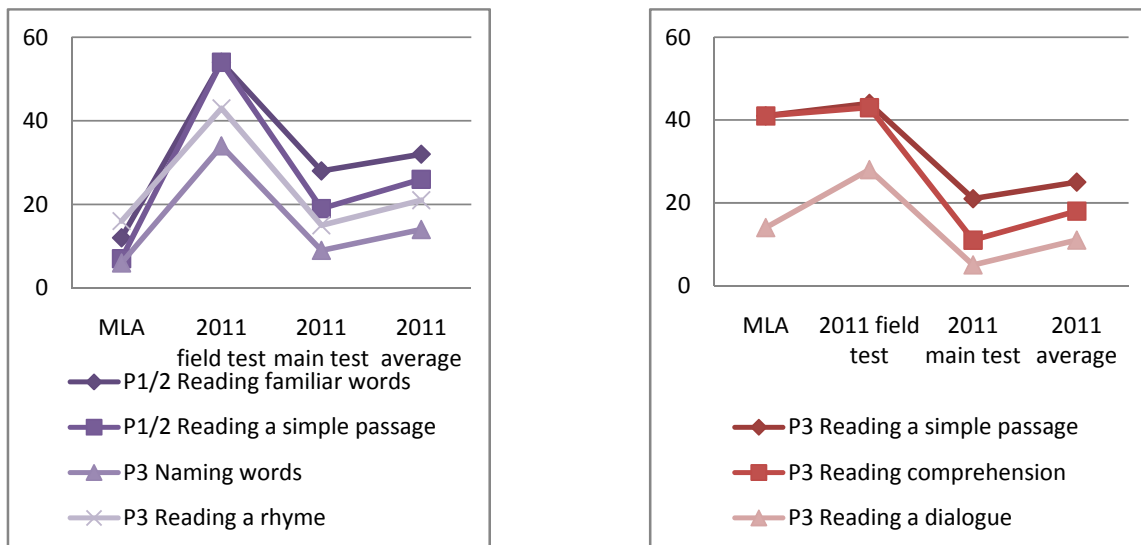 60
40
20
0
MLA
2011
field test
2011
main test
2011
average
P1/2 Reading familiar words
P1/2 Reading a simple passage
P3 Naming words
P3 Reading a rhyme
60
40
20
0
MLA
2011 field
test
2011
main test
2011
average
P3 Reading a simple passage
P3 Reading comprehension
P3 Reading a dialogue